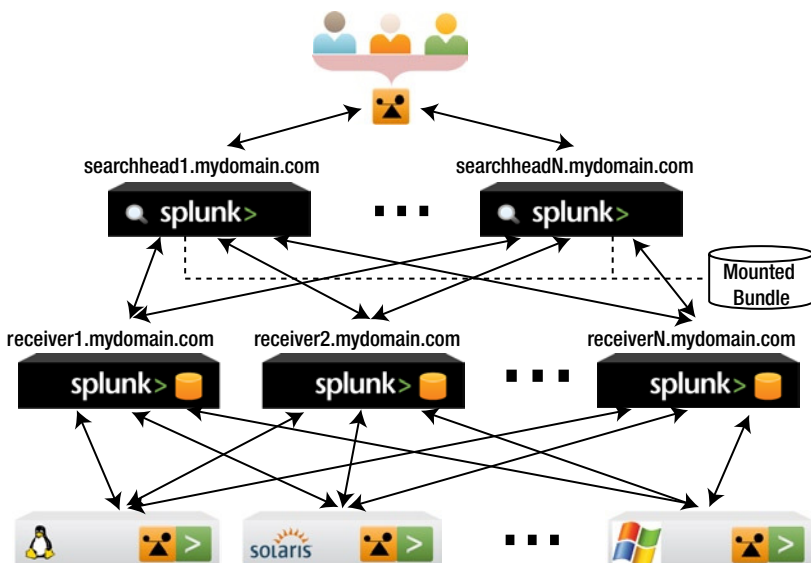 searchhead1.mydomain.com
searchheadN.mydomain.com
splunk>
splunk>
Mounted
Bundle
receiver1.mydomain.com
receiver2.mydomain.com
receiverN.mydomain.com
splunk>
splunk>
splunk>
>
solaris
>
>